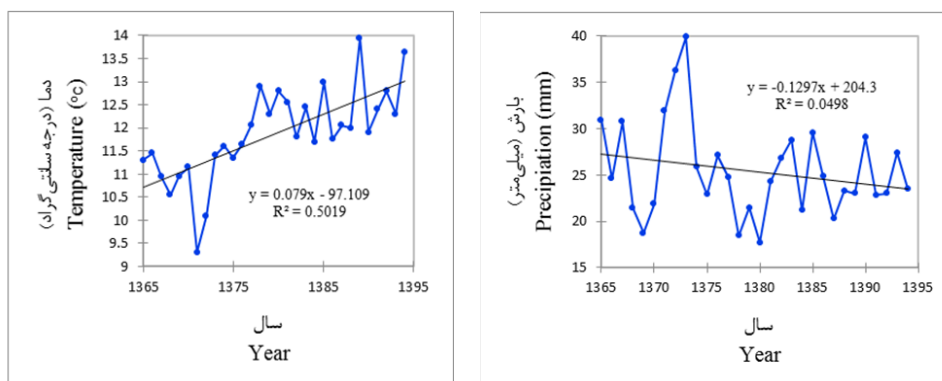 دما (درجه سلتی‌گراد)
Temperature (°c)
14
13.5
13
12.5
12
11.5
11
10.5
10
9.5
9
y = 0.079x - 97.109
R² = 0.5019
1365 1375 1385 1395
سال
Year
بارش (میلی‌متر)
Precipiation (mm)
40
35
30
25
20
15
y = -0.1297x + 204.3
R² = 0.0498
1365 1370 1375 1380 1385 1390 1395
سال
Year